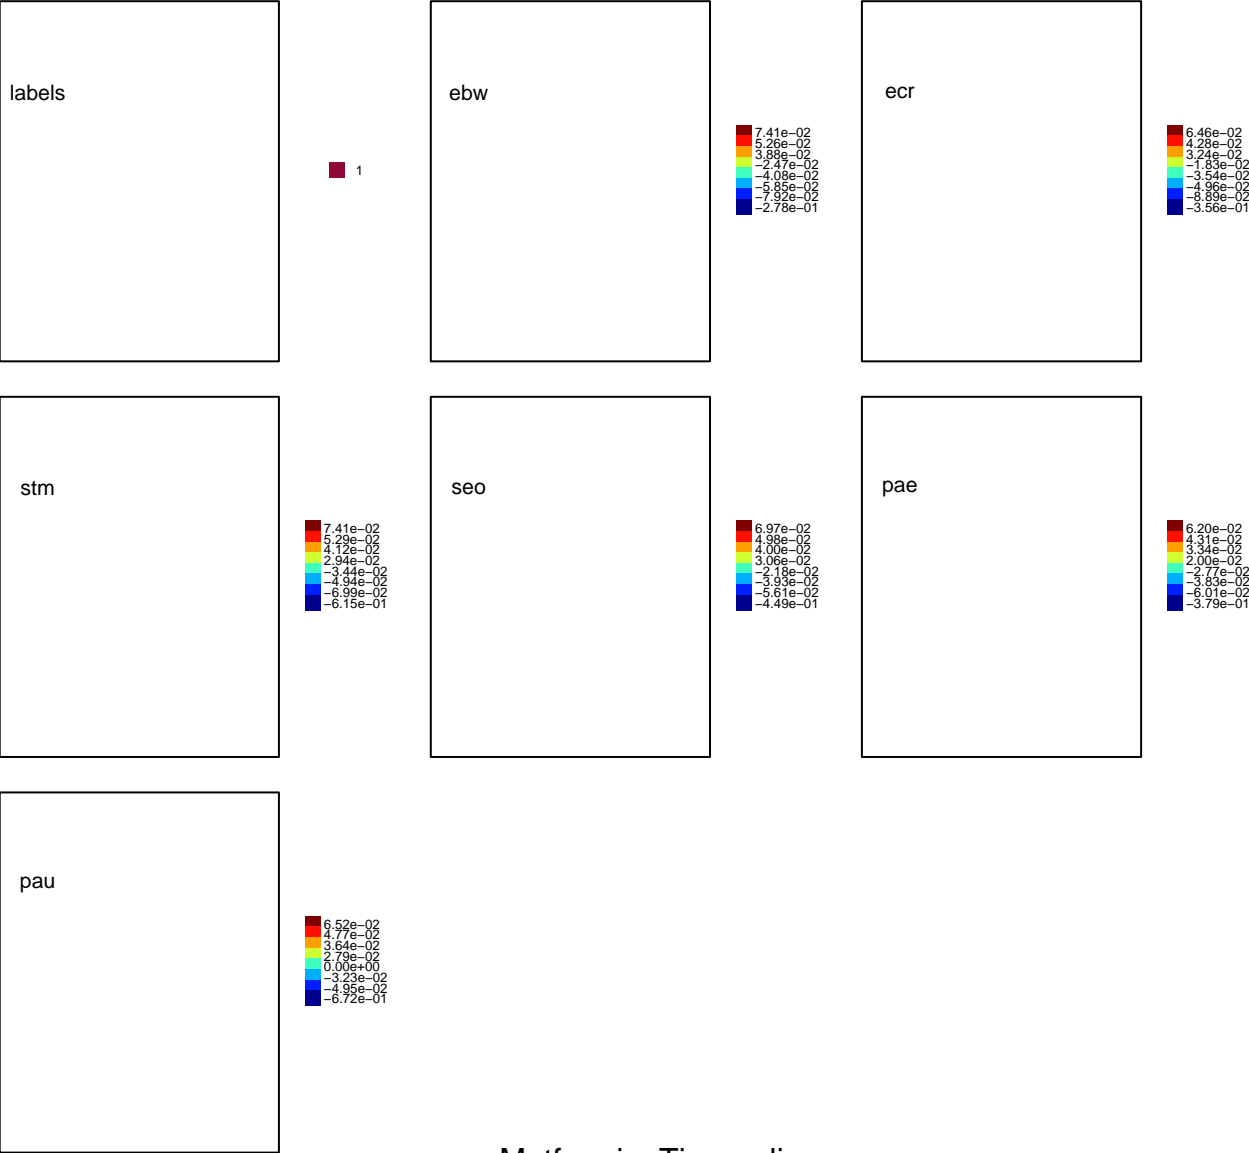 labels
1
ebw
7.41e−02
5.26e−02
3.88e−02
−2.47e−02
−4.08e−02
−5.85e−02
−7.92e−02
−2.78e−01
ecr
6.46e−02
4.28e−02
3.24e−02
−1.83e−02
−3.54e−02
−4.96e−02
−8.89e−02
−3.56e−01
stm
7.41e−02
5.29e−02
4.12e−02
2.94e−02
−3.44e−02
−4.94e−02
−6.99e−02
−6.15e−01
seo
6.97e−02
4.98e−02
4.00e−02
3.06e−02
−2.18e−02
−3.93e−02
−5.61e−02
−4.49e−01
pae
6.20e−02
4.31e−02
3.34e−02
2.00e−02
−2.77e−02
−3.83e−02
−6.01e−02
−3.79e−01
pau
6.52e−02
4.77e−02
3.64e−02
2.79e−02
0.00e+00
−3.23e−02
−4.95e−02
−6.72e−01